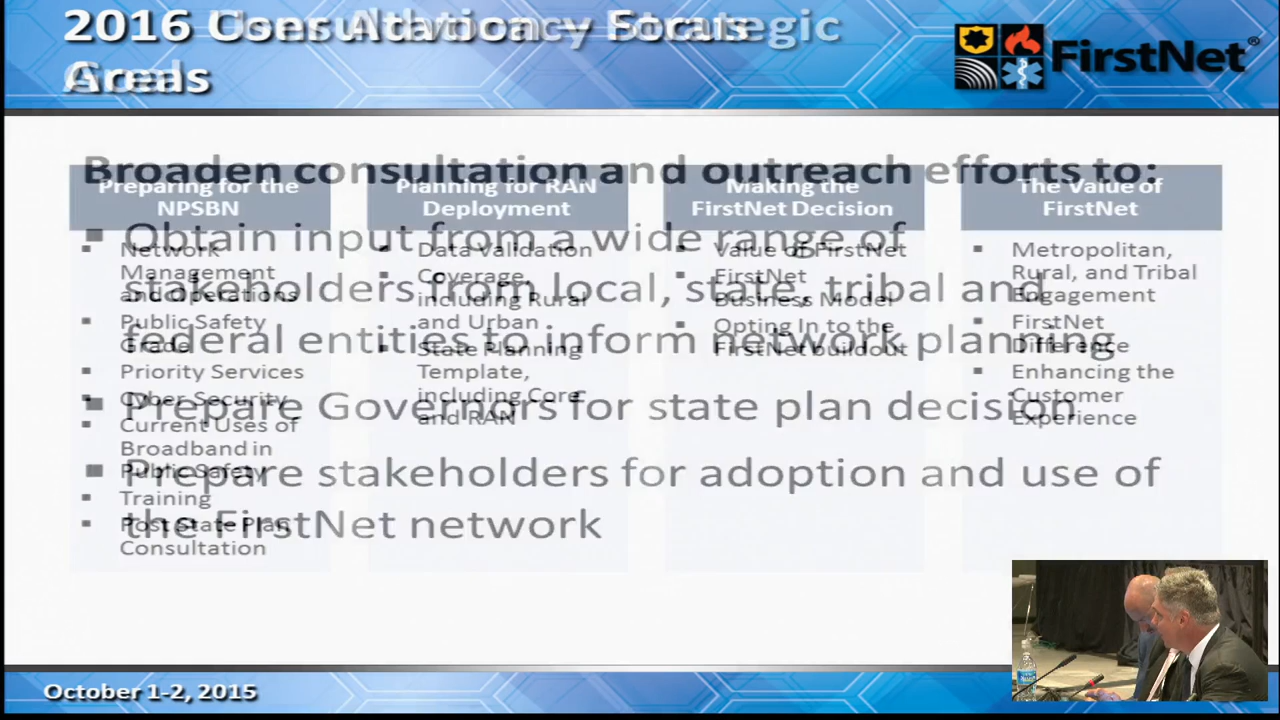 2016 User Advocacy – Strategic
Goal
2016 Consultation – Focus
Areas
FirstNet®
Broaden consultation and outreach efforts to:
▪ Obtain input from a wide range of
stakeholders from local, state, tribal and
federal entities to inform network planning
▪ Prepare Governors for state plan decision
▪ Prepare stakeholders for adoption and use of
the FirstNet network
Preparing for the
NPSBN
▪ Network
Management
and Operations
▪ Public Safety
Grade
▪ Priority Services
▪ Cyber Security
▪ Current Uses of
Broadband in
Public Safety
▪ Training
▪ Post State Plan
Consultation
Planning for RAN
Deployment
▪ Data Validation
▪ Coverage,
including Rural
and Urban
▪ State Planning
Template,
including Core
and RAN
Making the
FirstNet Decision
▪ Value of FirstNet
▪ FirstNet
Business Model
▪ Opting In to the
FirstNet buildout
The Value of
FirstNet
▪ Metropolitan,
Rural, and Tribal
Engagement
▪ FirstNet
Difference
▪ Enhancing the
Customer
Experience
October 1-2, 2015